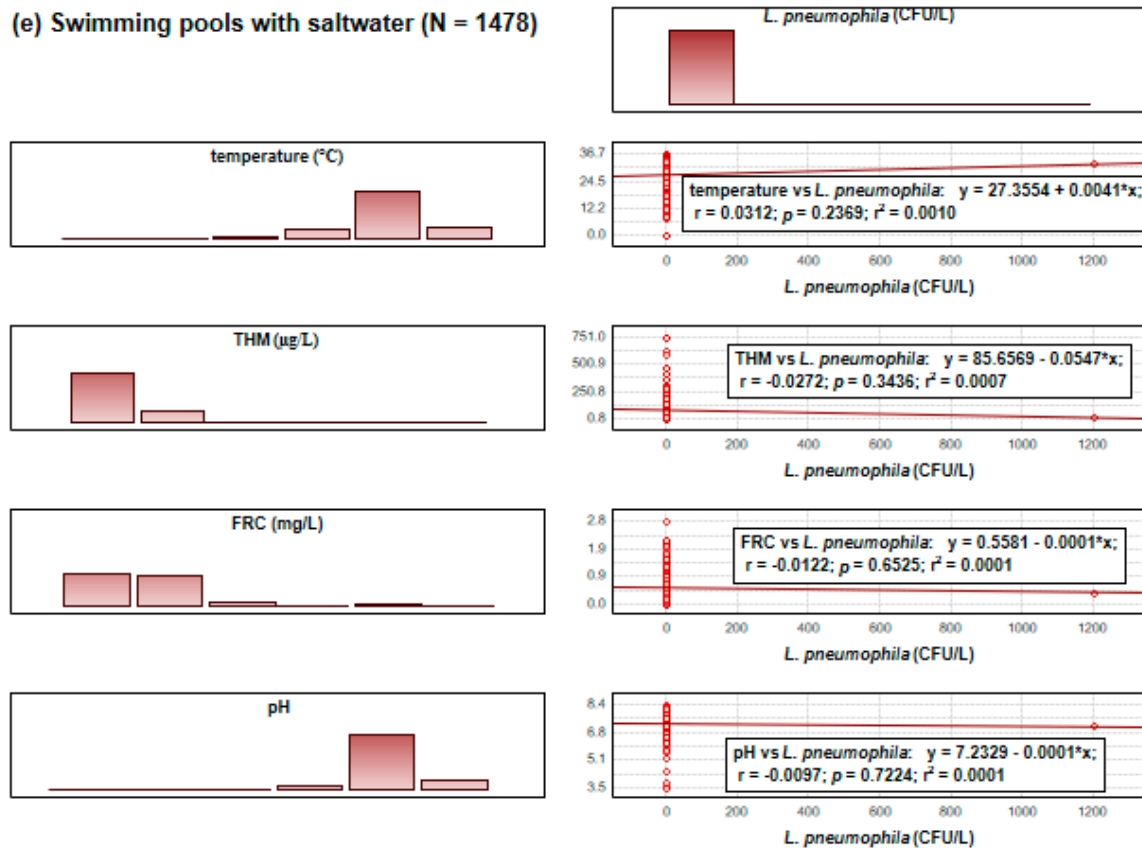 (e) Swimming pools with saltwater (N = 1478)
L. pneumophila (CFU/L)
temperature (°C)
36.7
24.5
12.2
0.0
temperature vs L. pneumophila: y = 27.3554 + 0.0041*x;
r = 0.0312; p = 0.2369; r² = 0.0010
0 200 400 600 800 1000 1200
L. pneumophila (CFU/L)
THM (µg/L)
751.0
500.9
250.8
0.8
THM vs L. pneumophila: y = 85.6569 - 0.0547*x;
r = -0.0272; p = 0.3436; r² = 0.0007
0 200 400 600 800 1000 1200
L. pneumophila (CFU/L)
FRC (mg/L)
2.8
1.9
0.9
0.0
FRC vs L. pneumophila: y = 0.5581 - 0.0001*x;
r = -0.0122; p = 0.6525; r² = 0.0001
0 200 400 600 800 1000 1200
L. pneumophila (CFU/L)
pH
8.4
6.8
5.1
3.5
pH vs L. pneumophila: y = 7.2329 - 0.0001*x;
r = -0.0097; p = 0.7224; r² = 0.0001
0 200 400 600 800 1000 1200
L. pneumophila (CFU/L)